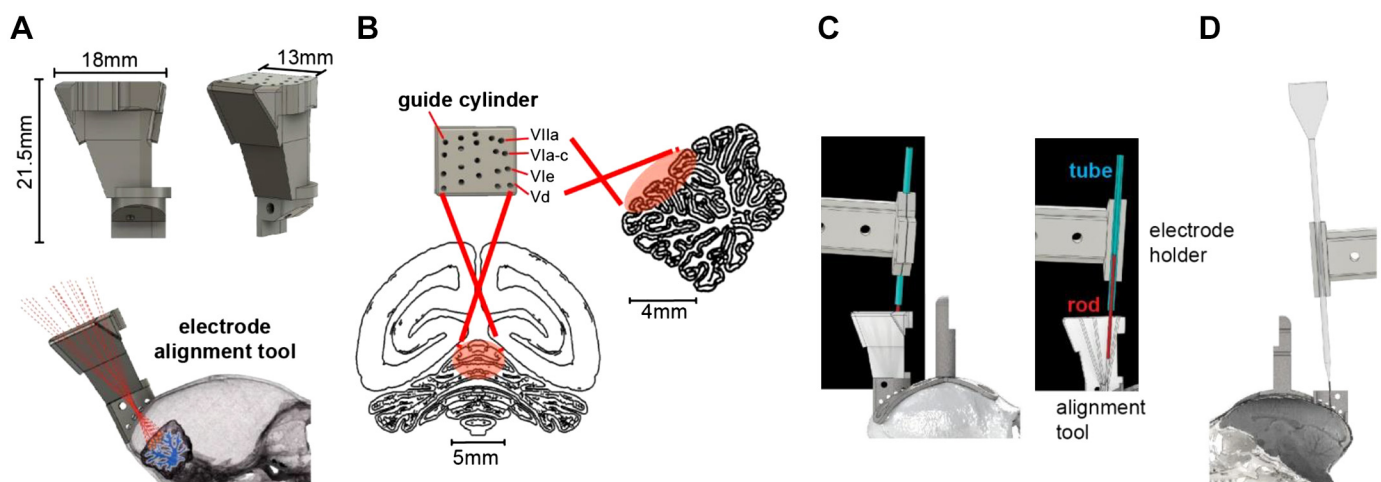 A
18mm
13mm
21.5mm
electrode
alignment tool
B
guide cylinder
VIIa
VIa-c
VIe
Vd
4mm
5mm
C
tube
electrode
holder
rod
alignment
tool
D